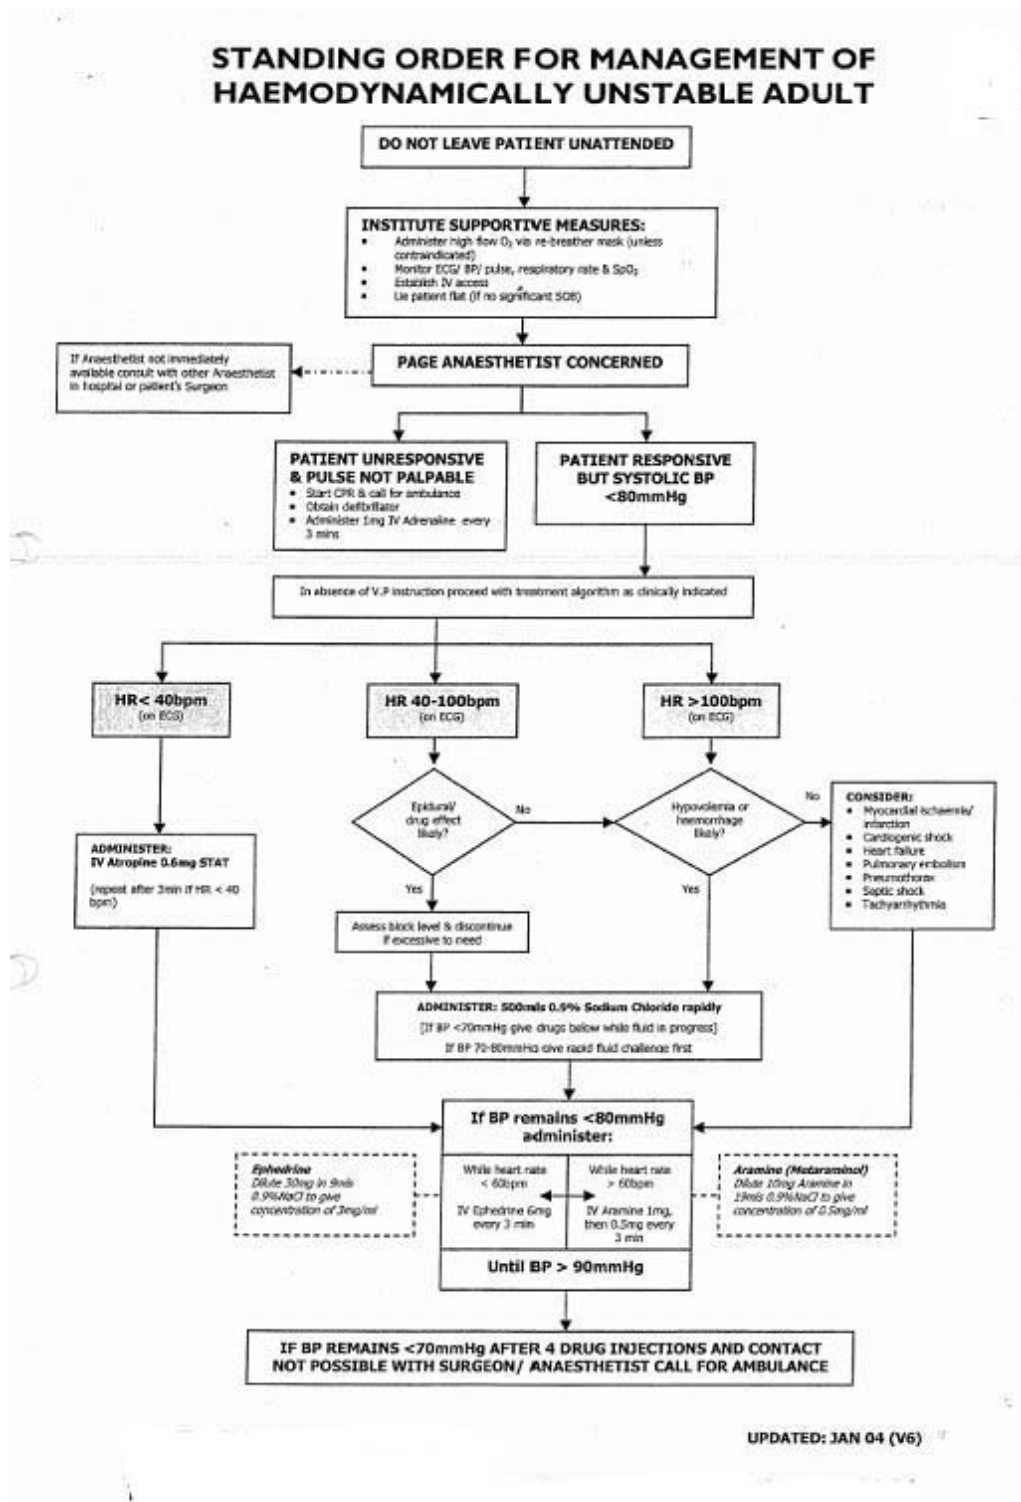 STANDING ORDER FOR MANAGEMENT OF
HAEMODYNAMICALLY UNSTABLE ADULT
DO NOT LEAVE PATIENT UNATTENDED
INSTITUTE SUPPORTIVE MEASURES:
▪ Administer high flow O₂ via re-breather mask (unless
contraindicated)
▪ Monitor ECG/ BP/ pulse, respiratory rate & SpO₂
▪ Establish IV access
▪ Lie patient flat (if no significant SOB)
PAGE ANAESTHETIST CONCERNED
If Anaesthetist not immediately
available consult with other Anaesthetist
in hospital or patient's Surgeon
PATIENT UNRESPONSIVE
& PULSE NOT PALPABLE
▪ Start CPR & call for ambulance
▪ Obtain defibrillator
▪ Administer 1mg IV Adrenaline every
3 mins
PATIENT RESPONSIVE
BUT SYSTOLIC BP
<80mmHg
In absence of V.P instruction proceed with treatment algorithm as clinically indicated
HR< 40bpm
(on ECG)
HR 40-100bpm
(on ECG)
HR >100bpm
(on ECG)
Epidural/
drug effect
likely?
No
Hypovolemia or
haemorrhage
likely?
No
CONSIDER:
▪ Myocardial ischaemia/
infarction
▪ Cardiogenic shock
▪ Heart failure
▪ Pulmonary embolism
▪ Pneumothorax
▪ Septic shock
▪ Tachyarrhythmia
ADMINISTER:
IV Atropine 0.6mg STAT
(repeat after 3min if HR < 40
bpm)
Yes
Yes
Assess block level & discontinue
if excessive to need
ADMINISTER: 500mls 0.9% Sodium Chloride rapidly
[If BP <70mmHg give drugs below while fluid in progress]
If BP 70-80mmHg give rapid fluid challenge first
If BP remains <80mmHg
administer:
Ephedrine
Dilute 30mg in 9mls
0.9%NaCl to give
concentration of 3mg/ml
While heart rate
< 60bpm
IV Ephedrine 6mg
every 3 min
While heart rate
> 60bpm
IV Aramine 1mg,
then 0.5mg every
3 min
Aramine (Metaraminol)
Dilute 10mg Aramine in
19mls 0.9%NaCl to give
concentration of 0.5mg/ml
Until BP > 90mmHg
IF BP REMAINS <70mmHg AFTER 4 DRUG INJECTIONS AND CONTACT
NOT POSSIBLE WITH SURGEON/ ANAESTHETIST CALL FOR AMBULANCE
UPDATED: JAN 04 (V6)